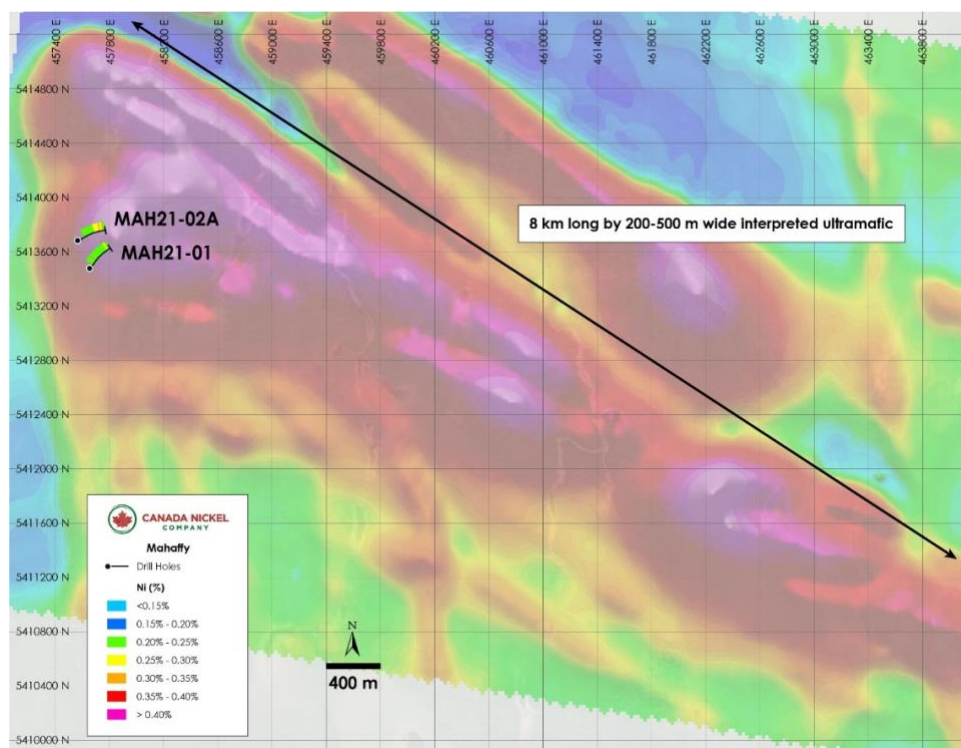 457400 E
457800 E
458200 E
458600 E
459000 E
459400 E
459800 E
460200 E
460600 E
461000 E
461400 E
461800 E
462200 E
462600 E
463000 E
463400 E
463800 E
5414800 N
5414400 N
5414000 N
5413600 N
5413200 N
5412800 N
5412400 N
5412000 N
5411600 N
5411200 N
5410800 N
5410400 N
5410000 N
MAH21-02A
MAH21-01
8 km long by 200-500 m wide interpreted ultramafic
CANADA NICKEL
COMPANY
Mahaffy
Drill Holes
Ni (%)
<0.15%
0.15% - 0.20%
0.20% - 0.25%
0.25% - 0.30%
0.30% - 0.35%
0.35% - 0.40%
> 0.40%
N
400 m